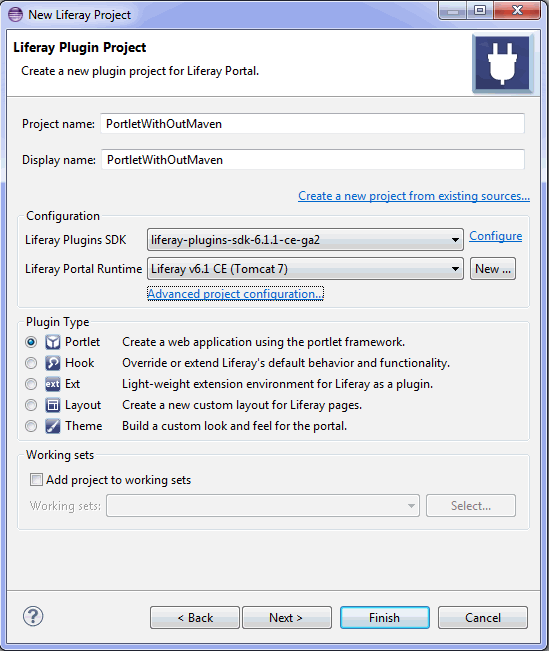 New Liferay Project
Liferay Plugin Project
Create a new plugin project for Liferay Portal.
Project name: PortletWithOutMaven
Display name: PortletWithOutMaven
Create a new project from existing sources...
Configuration
Liferay Plugins SDK liferay-plugins-sdk-6.1.1-ce-ga2 Configure
Liferay Portal Runtime Liferay v6.1 CE (Tomcat 7) New ...
Advanced project configuration...
Plugin Type
Portlet Create a web application using the portlet framework.
Hook Override or extend Liferay's default behavior and functionality.
ext Ext Light-weight extension environment for Liferay as a plugin.
Layout Create a new custom layout for Liferay pages.
Theme Build a custom look and feel for the portal.
Working sets
Add project to working sets
Working sets: Select...
? < Back Next > Finish Cancel